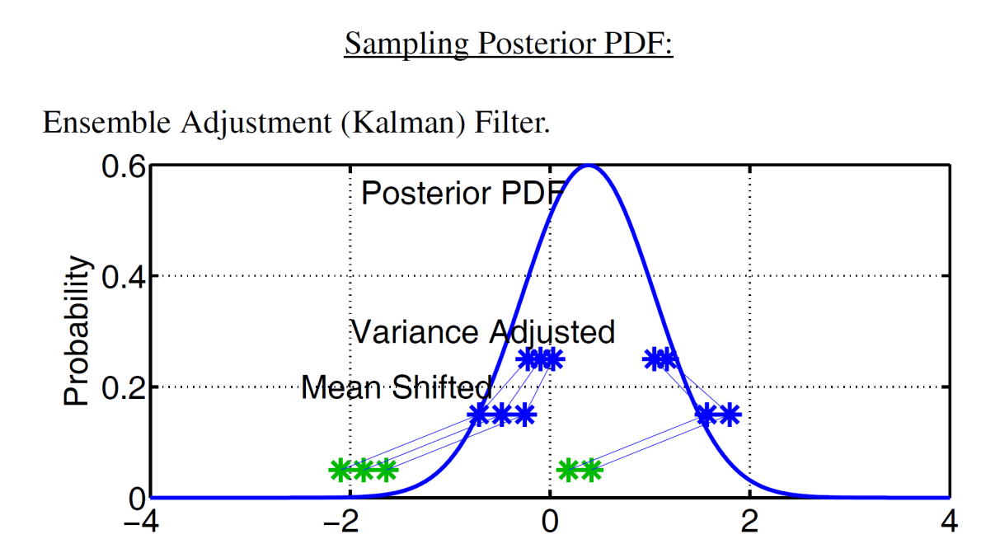 Sampling Posterior PDF:
Ensemble Adjustment (Kalman) Filter.
0.6
Posterior PDF
0.4
Probability
Variance Adjusted
0.2
Mean Shifted
0
−4
−2
0
2
4